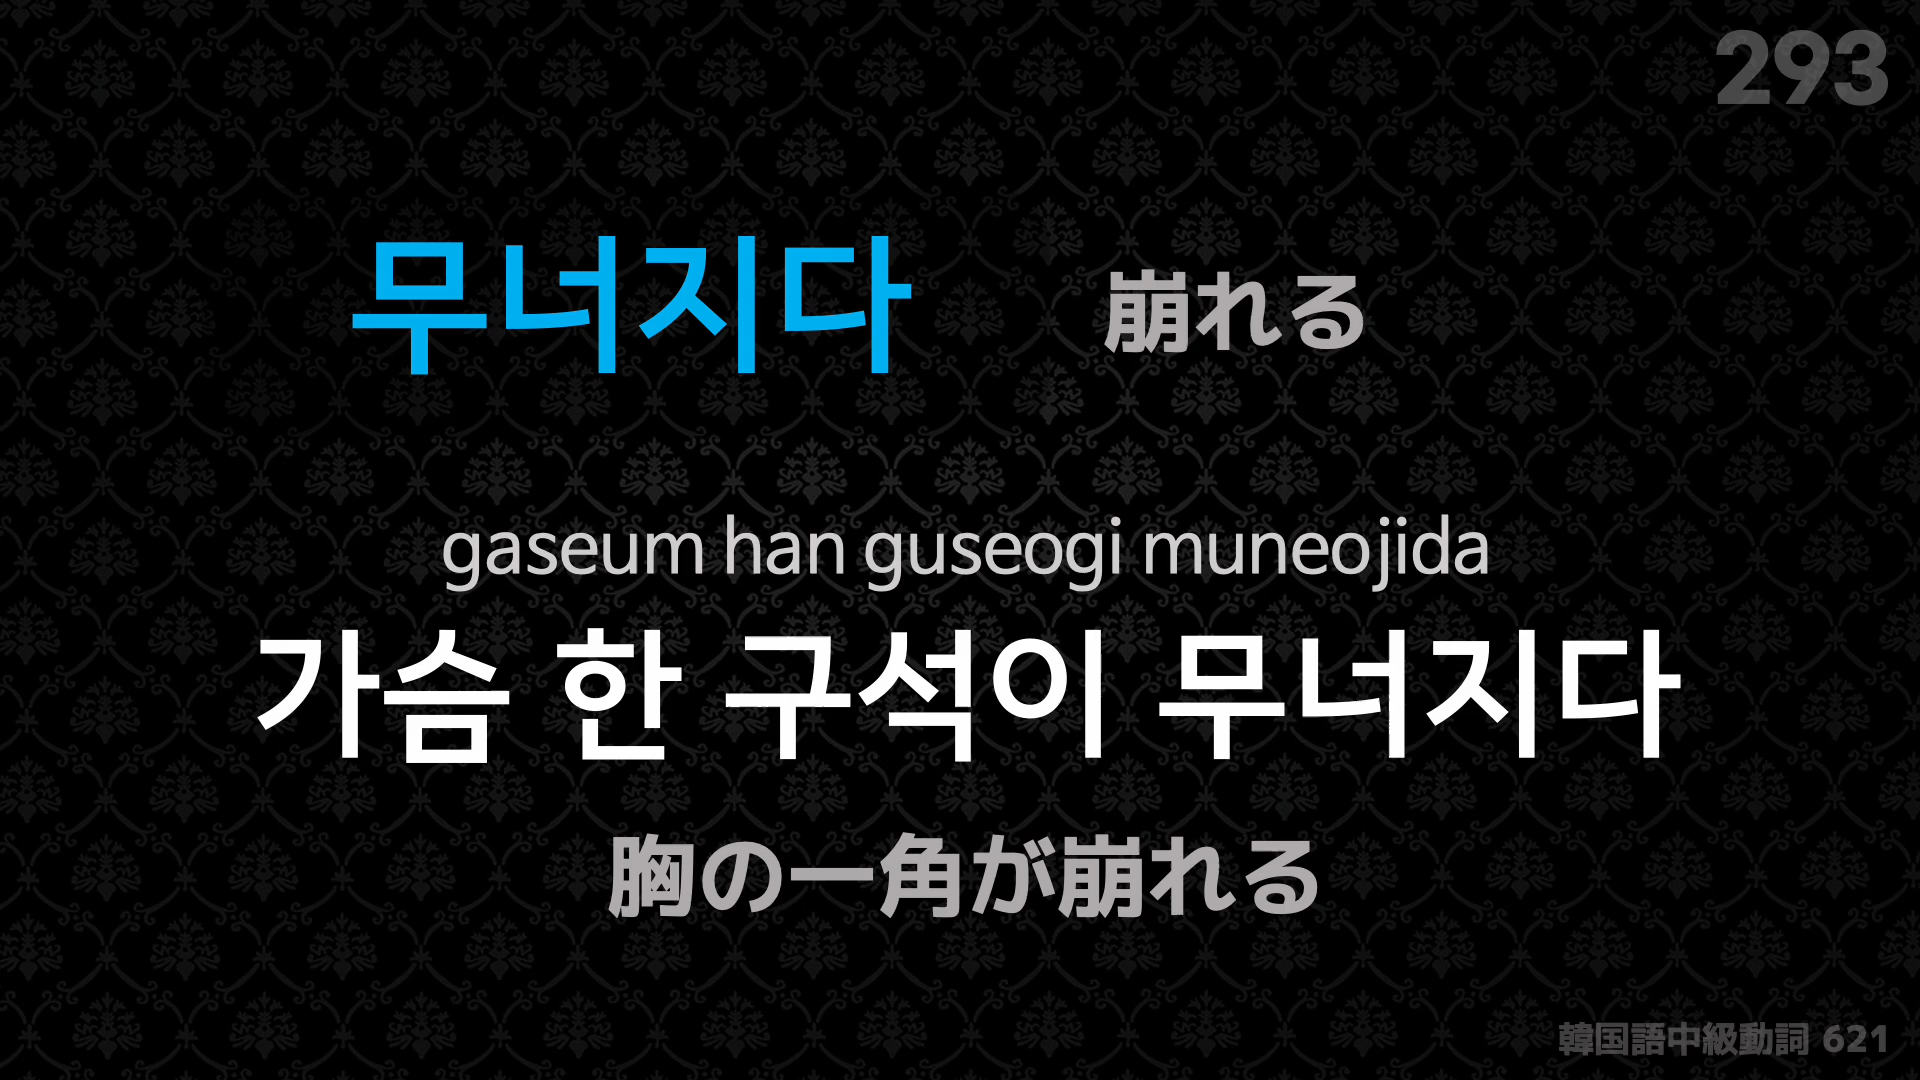 293
무너지다 崩れる
gaseum han guseogi muneojida
가슴 한 구석이 무너지다
胸の一角が崩れる
韓国語中級動詞 621